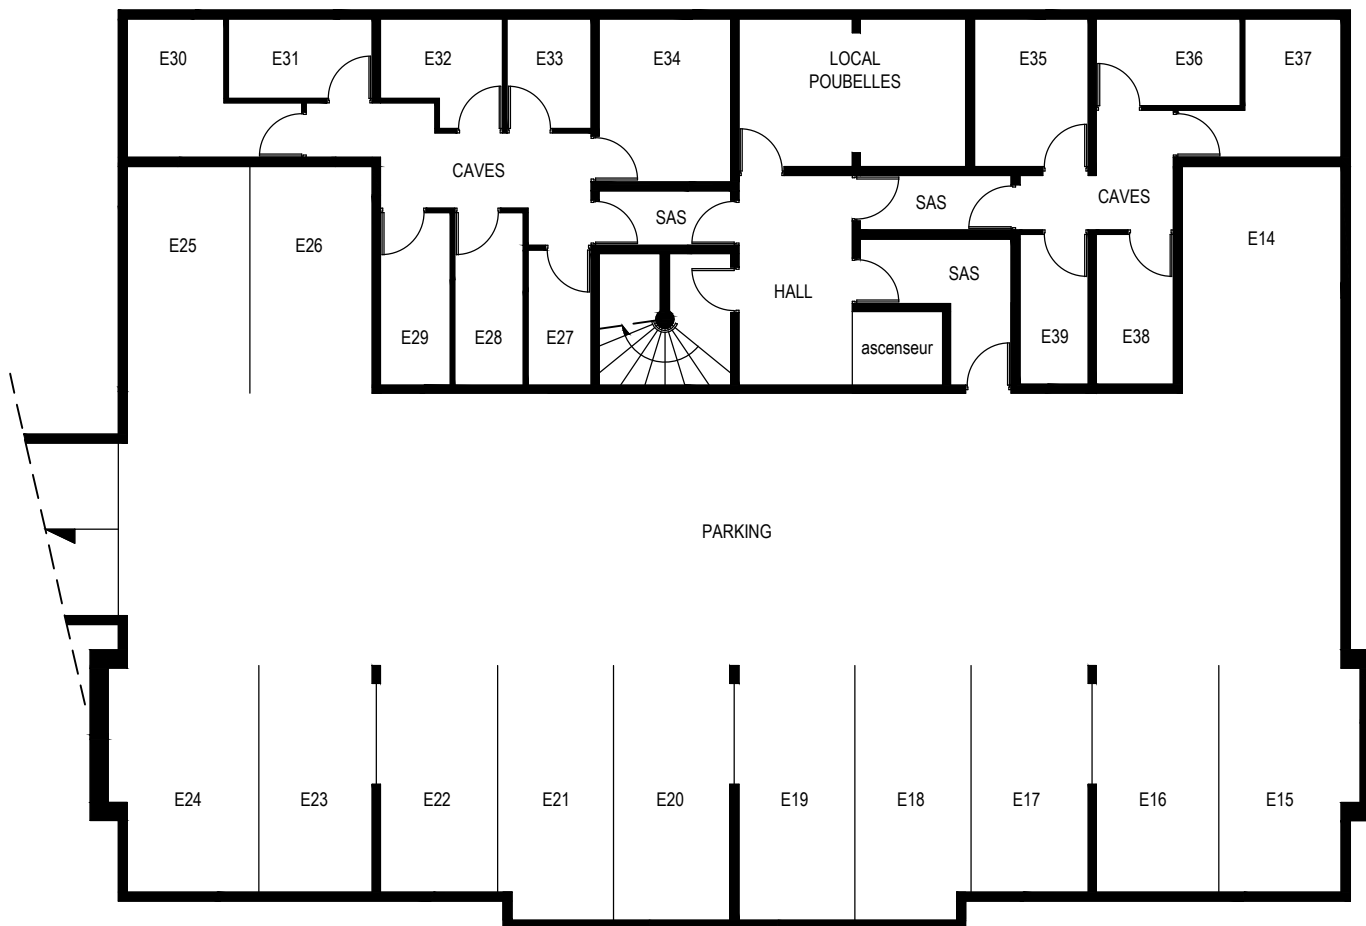 E30
E31
E32
E33
E34
LOCAL
POUBELLES
E35
E36
E37
CAVES
SAS
SAS
CAVES
E25
E26
E14
HALL
SAS
E29
E28
E27
ascenseur
E39
E38
PARKING
E24
E23
E22
E21
E20
E19
E18
E17
E16
E15